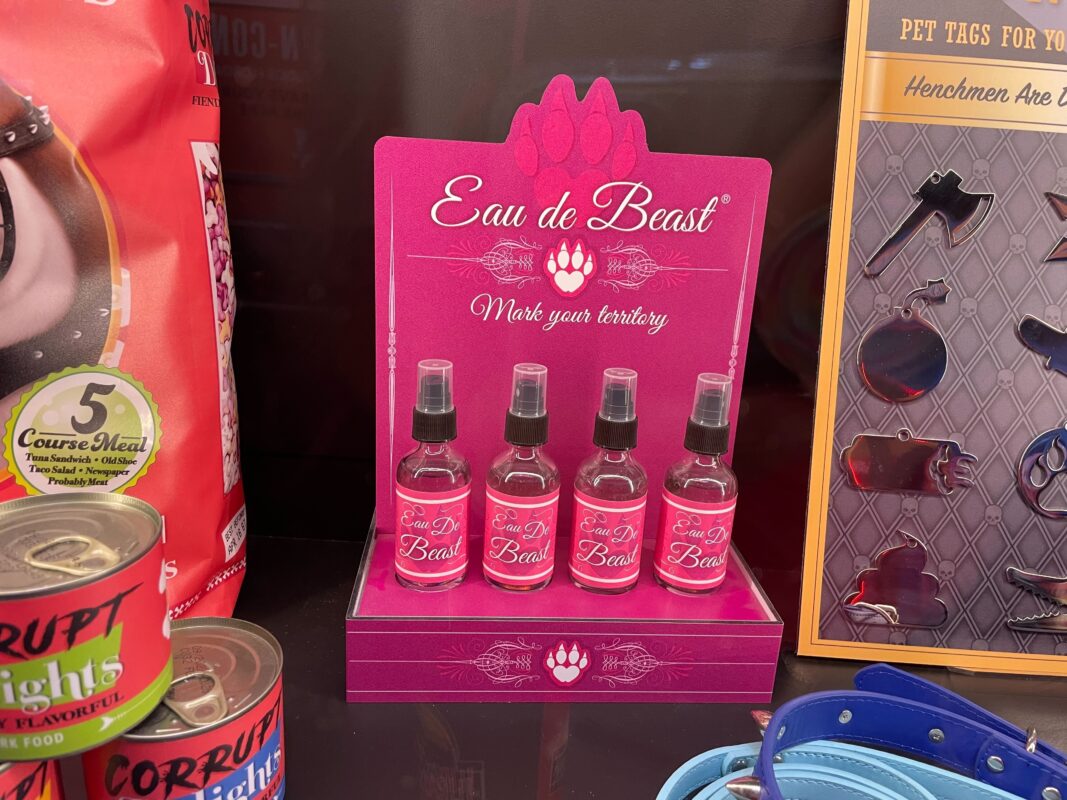 FIEND
5
Course Meal
Tuna Sandwich • Old Shoe
Taco Salad • Newspaper
Probably Meat
RUPT
ights
Y FLAVORFUL
RK FOOD
CORRUPT
lights
Eau de Beast®
Mark your territory
Eau De
Beast
Eau De
Beast
Eau De
Beast
Eau De
Beast
PET TAGS FOR YO
Henchmen Are